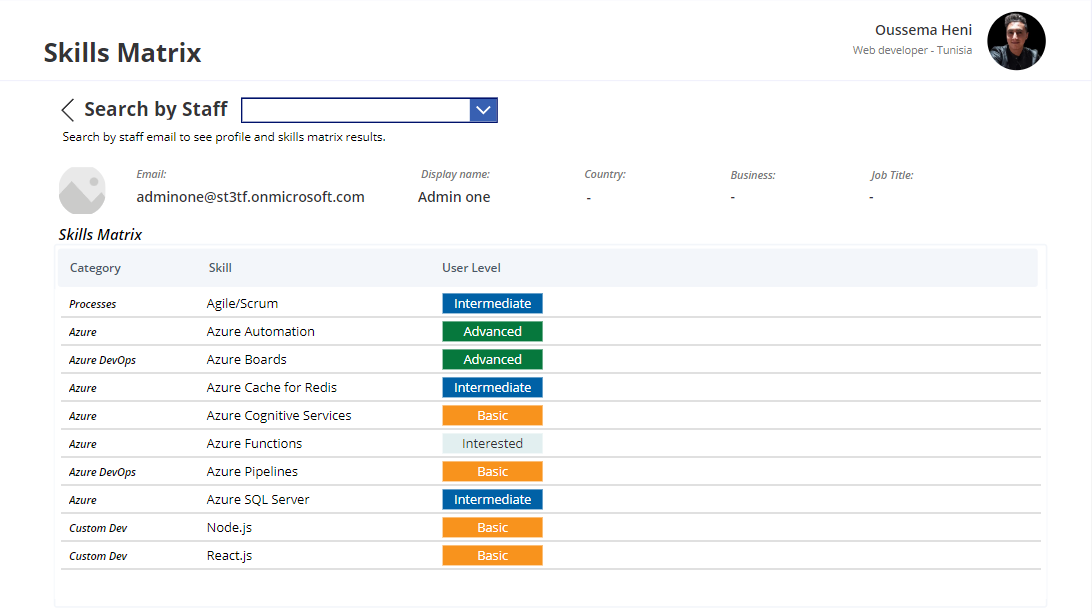 Skills Matrix
Oussema Heni
Web developer - Tunisia
Search by Staff
Search by staff email to see profile and skills matrix results.
Email: Display name: Country: Business: Job Title:
adminone@st3tf.onmicrosoft.com Admin one - - -
Skills Matrix
Category Skill User Level
Processes Agile/Scrum Intermediate
Azure Azure Automation Advanced
Azure DevOps Azure Boards Advanced
Azure Azure Cache for Redis Intermediate
Azure Azure Cognitive Services Basic
Azure Azure Functions Interested
Azure DevOps Azure Pipelines Basic
Azure Azure SQL Server Intermediate
Custom Dev Node.js Basic
Custom Dev React.js Basic